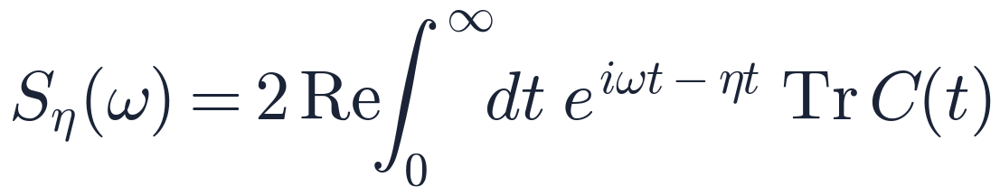 S_η(ω) = 2 Re ∫_0^∞ dt e^{iωt − ηt} Tr C(t)